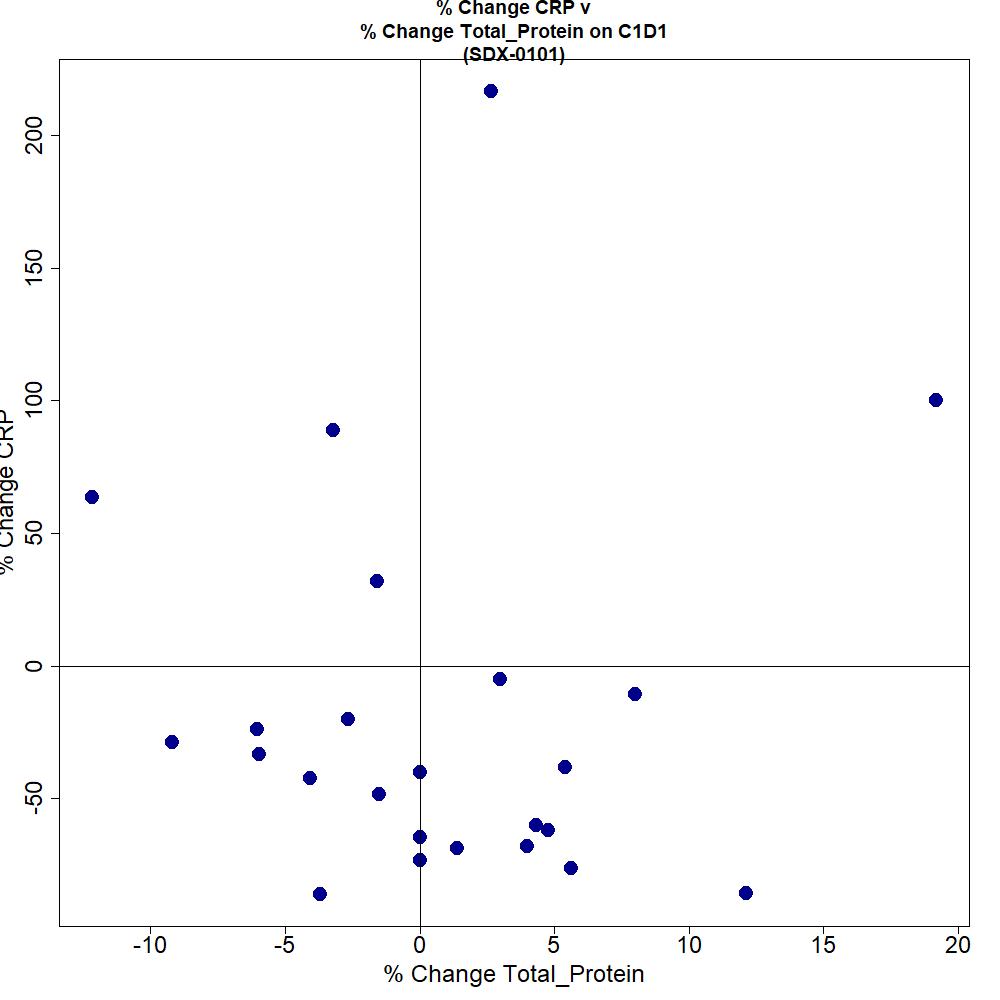 % Change CRP v
% Change Total_Protein on C1D1
(SDX-0101)
200
150
100
50
0
-50
% Change CRP
-10
-5
0
5
10
15
20
% Change Total_Protein